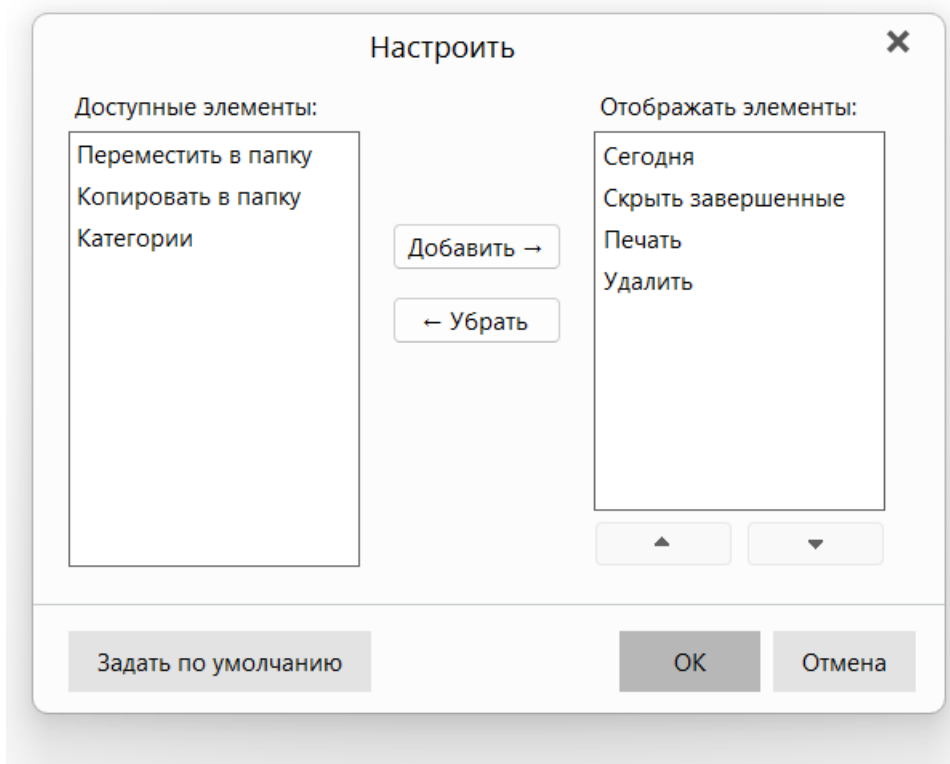 Настроить
Доступные элементы:
Переместить в папку
Копировать в папку
Категории
Добавить →
← Убрать
Отображать элементы:
Сегодня
Скрыть завершенные
Печать
Удалить
Задать по умолчанию
ОК
Отмена